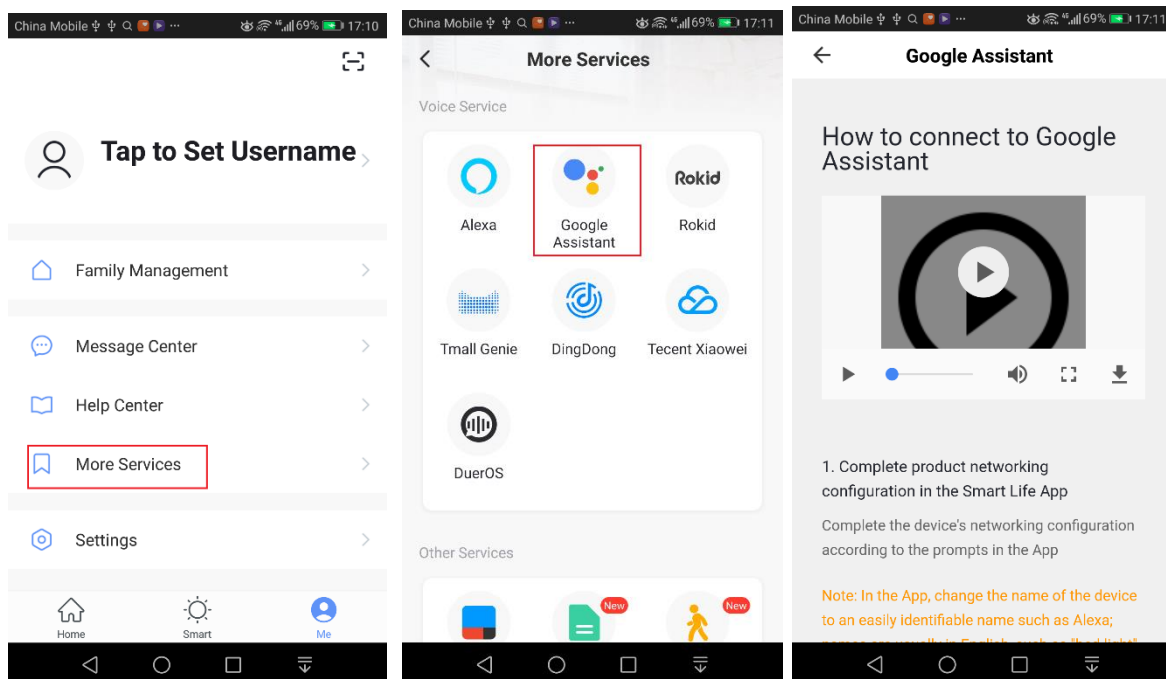 China Mobile 69% 17:10
Tap to Set Username
Family Management
Message Center
Help Center
More Services
Settings
Home Smart Me
China Mobile 69% 17:11
More Services
Voice Service
Alexa
Google
Assistant
Rokid
Rokid
Tmall Genie
DingDong
Tecent Xiaowei
DuerOS
Other Services
New
New
China Mobile 69% 17:11
Google Assistant
How to connect to Google
Assistant
1. Complete product networking
configuration in the Smart Life App
Complete the device's networking configuration
according to the prompts in the App
Note: In the App, change the name of the device
to an easily identifiable name such as Alexa;